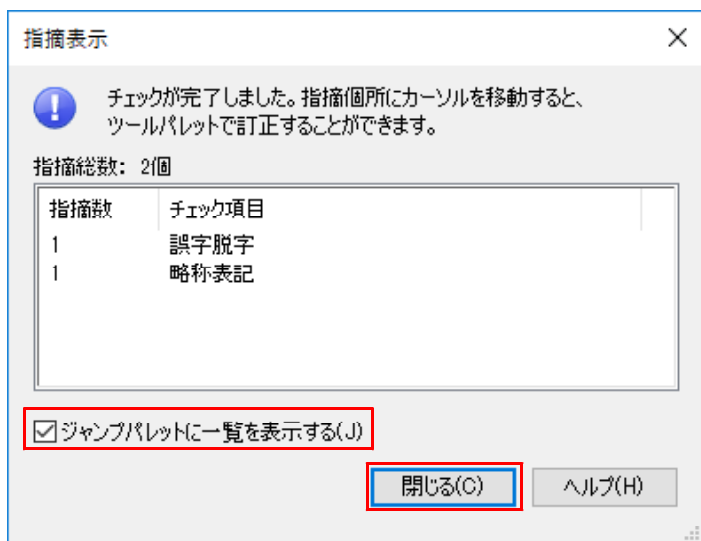 指摘表示
チェックが完了しました。指摘個所にカーソルを移動すると、
ツールパレットで訂正することができます。
指摘総数: 2個
指摘数 チェック項目
1 誤字脱字
1 略称表記
ジャンプパレットに一覧を表示する(J)
閉じる(C) ヘルプ(H)